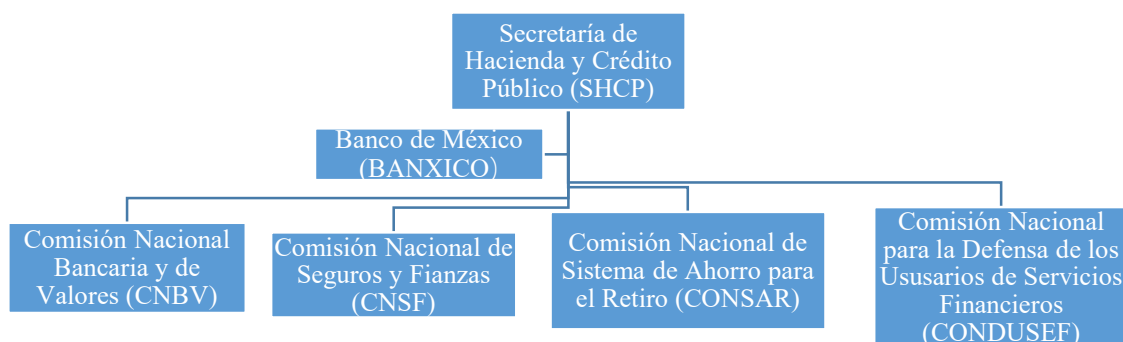 Secretaría de
Hacienda y Crédito
Público (SHCP)
Banco de México
(BANXICO)
Comisión Nacional
Bancaria y de
Valores (CNBV)
Comisión Nacional de
Seguros y Fianzas
(CNSF)
Comisión Nacional de
Sistema de Ahorro para
el Retiro (CONSAR)
Comisión Nacional
para la Defensa de los
Ususarios de Servicios
Financieros
(CONDUSEF)